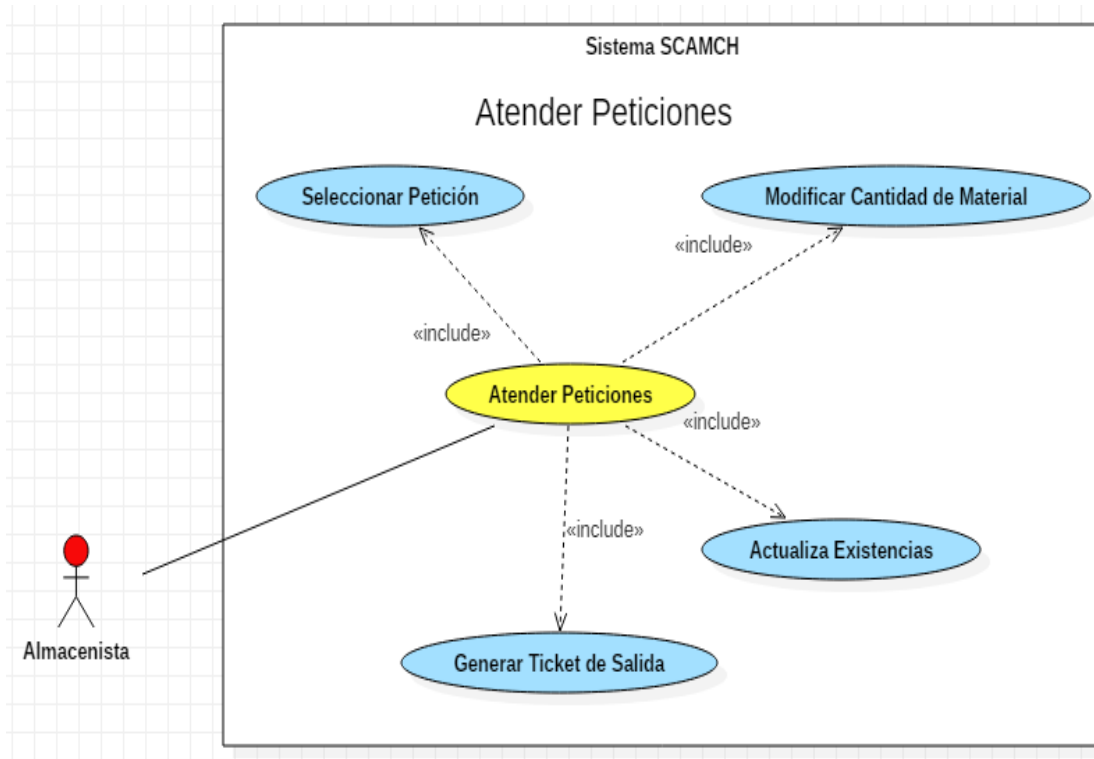 Sistema SCAMCH
Atender Peticiones
Seleccionar Petición
Modificar Cantidad de Material
«include»
«include»
Atender Peticiones
«include»
«include»
Actualiza Existencias
Almacenista
Generar Ticket de Salida